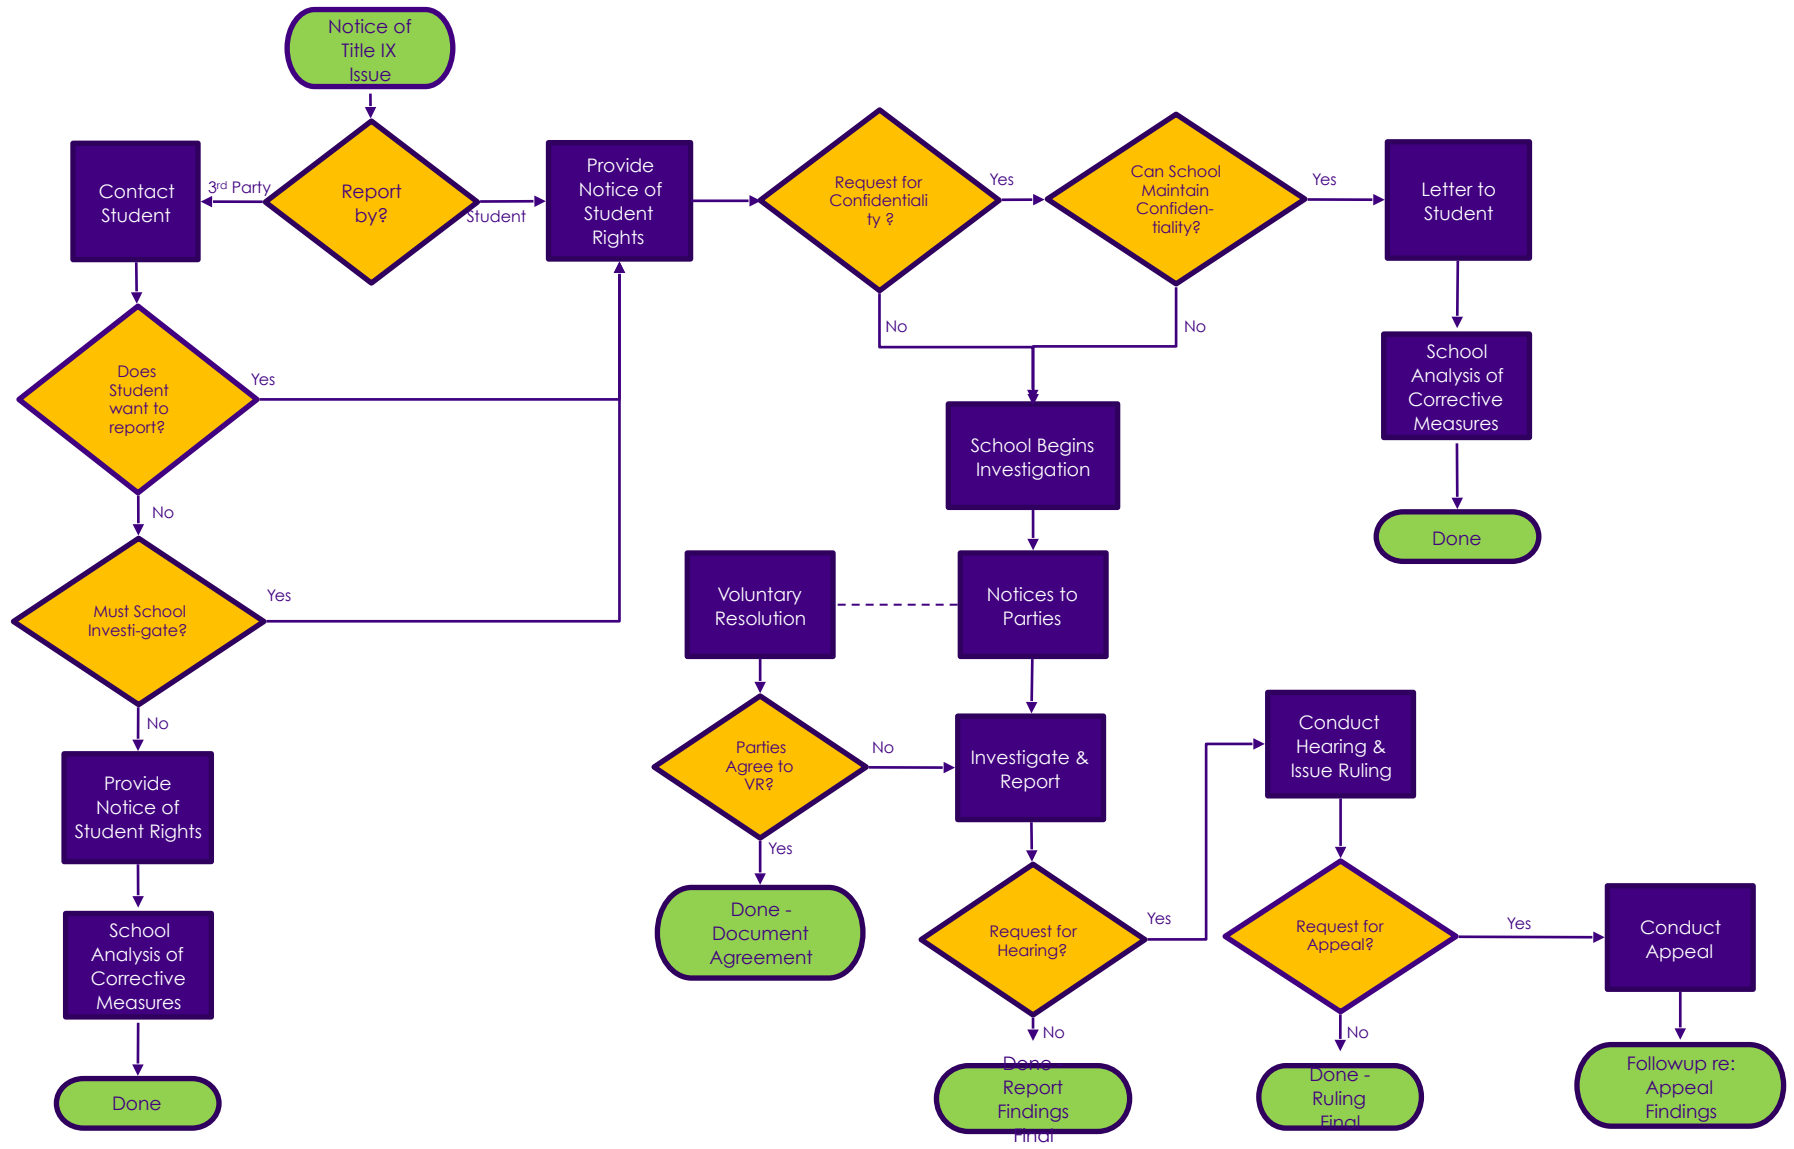 Notice of
Title IX
Issue
Contact
Student
3rd Party
Report
by?
Student
Provide
Notice of
Student
Rights
Request for
Confidentiali
ty ?
Yes
Can School
Maintain
Confiden-
tiality?
Yes
Letter to
Student
No
No
Does
Student
want to
report?
Yes
School
Analysis of
Corrective
Measures
School Begins
Investigation
No
Done
Must School
Investi-gate?
Yes
Voluntary
Resolution
Notices to
Parties
No
Parties
Agree to
VR?
No
Investigate &
Report
Conduct
Hearing &
Issue Ruling
Provide
Notice of
Student Rights
Yes
School
Analysis of
Corrective
Measures
Done -
Document
Agreement
Request for
Hearing?
Yes
Request for
Appeal?
Yes
Conduct
Appeal
No
No
Done
Done -
Report
Findings
Final
Done -
Ruling
Final
Followup re:
Appeal
Findings